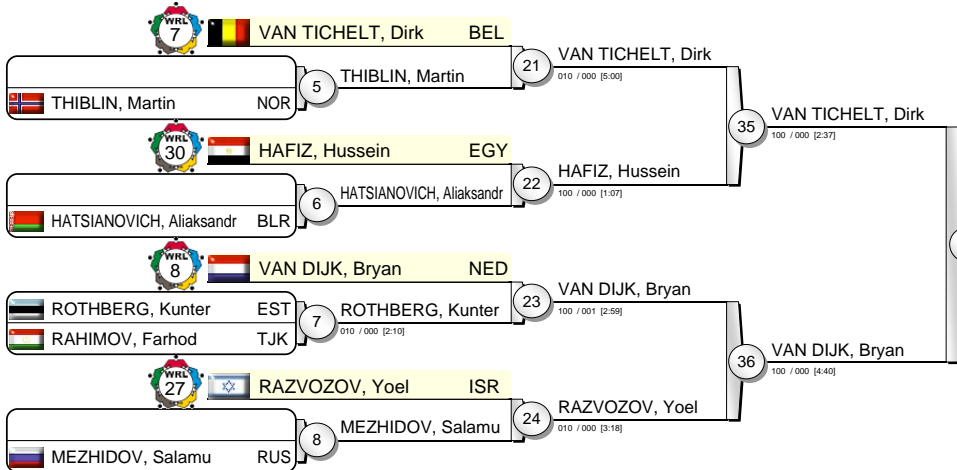 WRL
7
VAN TICHELT, Dirk BEL
THIBLIN, Martin NOR
5
THIBLIN, Martin
21
VAN TICHELT, Dirk
010 / 000 [5:00]
WRL
30
HAFIZ, Hussein EGY
HATSIANOVICH, Aliaksandr BLR
6
HATSIANOVICH, Aliaksandr
22
HAFIZ, Hussein
100 / 000 [1:07]
35
VAN TICHELT, Dirk
100 / 000 [2:37]
WRL
8
VAN DIJK, Bryan NED
ROTHBERG, Kunter EST
RAHIMOV, Farhod TJK
7
ROTHBERG, Kunter
010 / 000 [2:10]
23
VAN DIJK, Bryan
100 / 001 [2:59]
WRL
27
RAZVOZOV, Yoel ISR
MEZHIDOV, Salamu RUS
8
MEZHIDOV, Salamu
24
RAZVOZOV, Yoel
010 / 000 [3:18]
36
VAN DIJK, Bryan
100 / 000 [4:40]